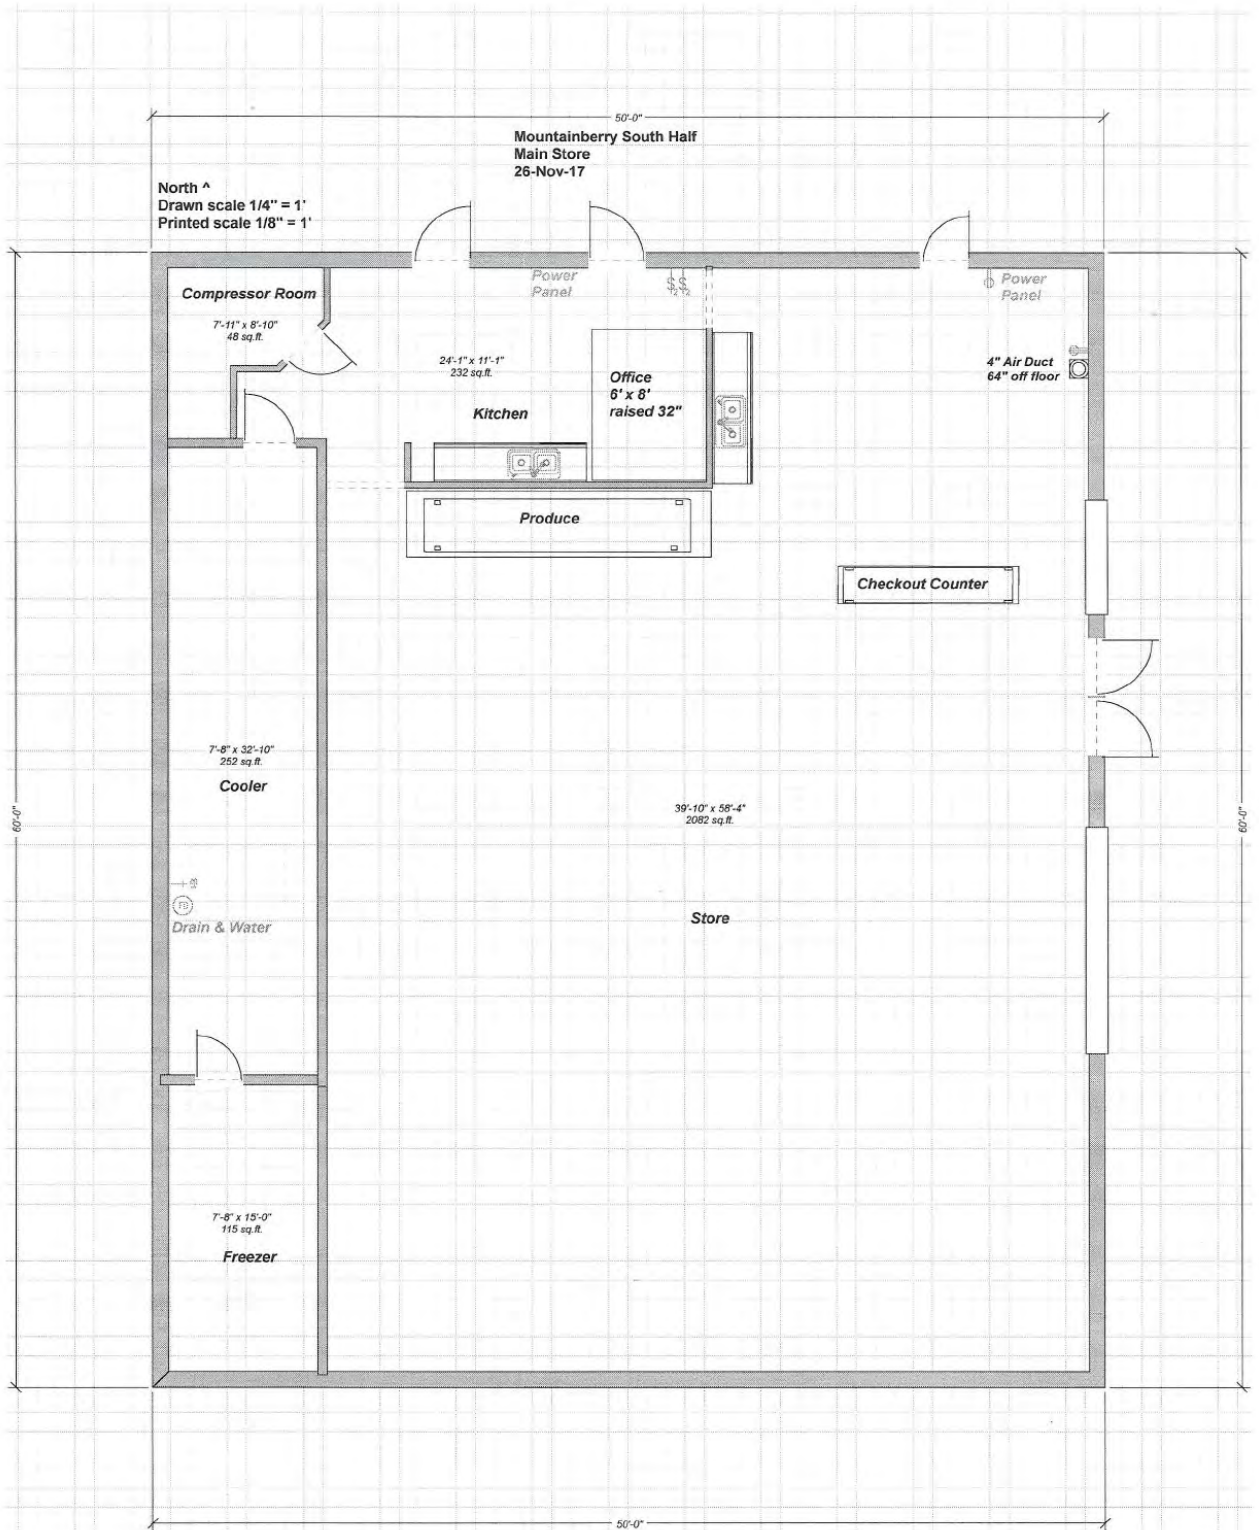 50'-0"
Mountainberry South Half
Main Store
26-Nov-17
North ^
Drawn scale 1/4" = 1'
Printed scale 1/8" = 1'
Power
Panel
Power
Panel
Compressor Room
7'-11" x 8'-10"
48 sq.ft.
24'-1" x 11'-1"
232 sq.ft.
Kitchen
Office
6' x 8'
raised 32"
4" Air Duct
64" off floor
Produce
Checkout Counter
7'-8" x 32'-10"
252 sq.ft.
Cooler
60'-0"
39'-10" x 58'-4"
2082 sq.ft.
60'-0"
Store
Drain & Water
7'-8" x 15'-0"
115 sq.ft.
Freezer
50'-0"